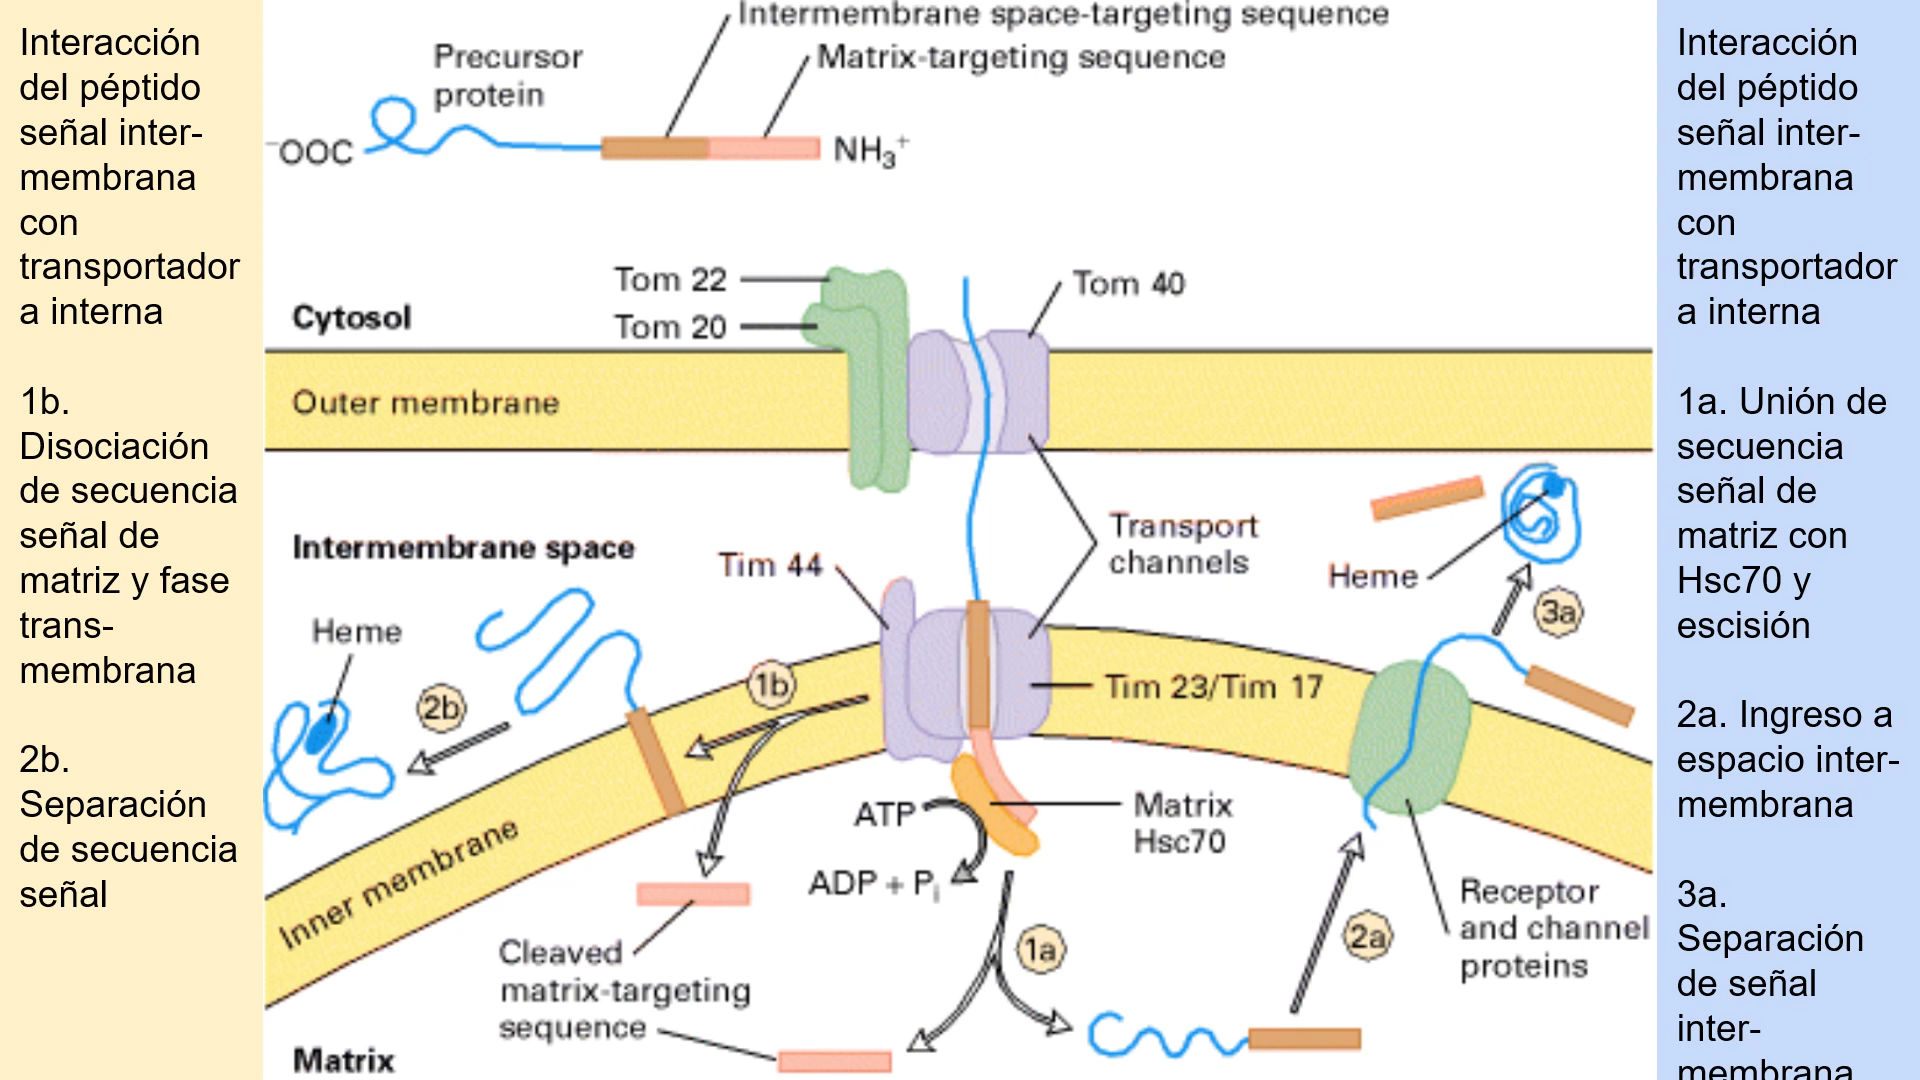 Interacción
del péptido
señal inter-
membrana
con
transportador
a interna
1b.
Disociación
de secuencia
señal de
matriz y fase
trans-
membrana
2b.
Separación
de secuencia
señal
Intermembrane space-targeting sequence
Matrix-targeting sequence
Precursor
protein
⁻OOC
NH₃⁺
Tom 22
Tom 20
Tom 40
Cytosol
Outer membrane
Transport
channels
Intermembrane space
Tim 44
Heme
3a
Heme
2b
1b
Tim 23/Tim 17
Inner membrane
ATP
ADP + Pᵢ
Matrix
Hsc70
Receptor
and channel
proteins
Cleaved
matrix-targeting
sequence
1a
2a
Matrix
Interacción
del péptido
señal inter-
membrana
con
transportador
a interna
1a. Unión de
secuencia
señal de
matriz con
Hsc70 y
escisión
2a. Ingreso a
espacio inter-
membrana
3a.
Separación
de señal
inter-
membrana